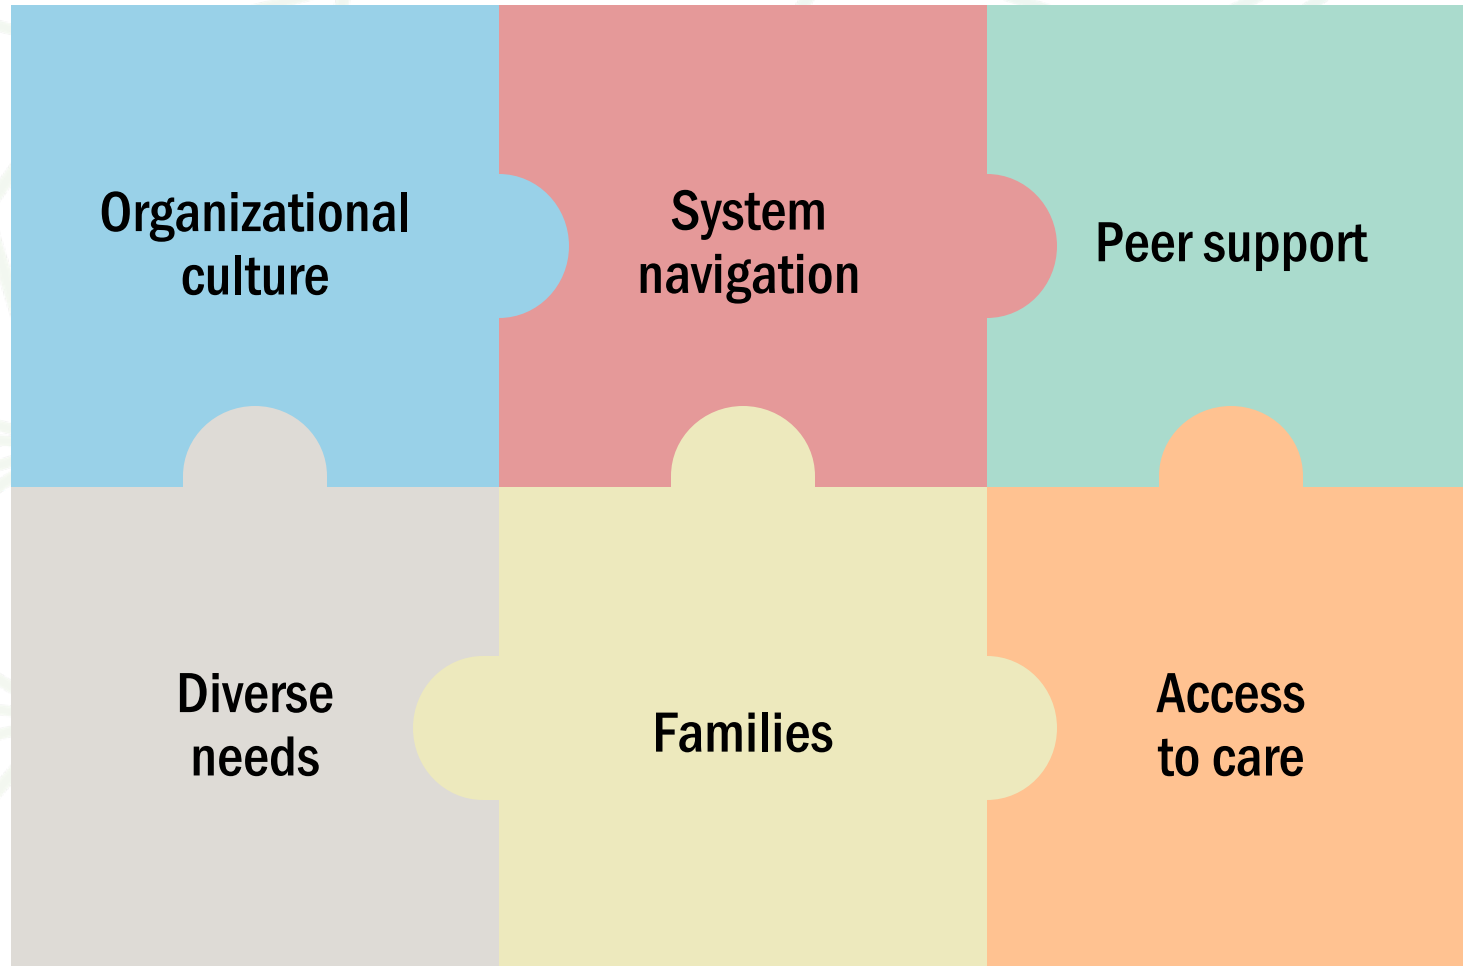 Organizational
culture
System
navigation
Peer support
Diverse
needs
Families
Access
to care